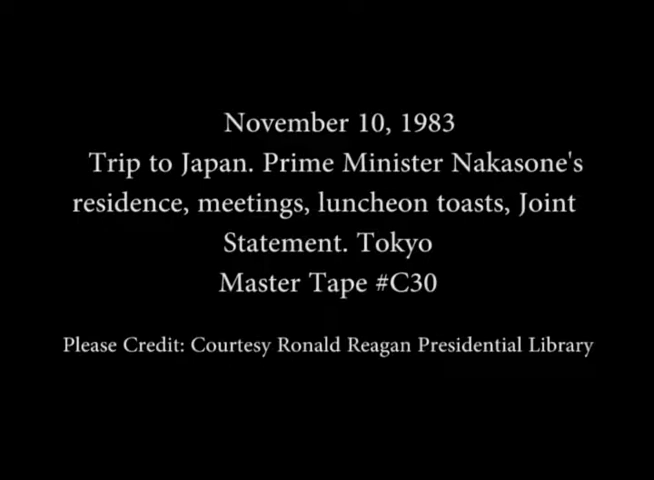 November 10, 1983
Trip to Japan. Prime Minister Nakasone's
residence, meetings, luncheon toasts, Joint
Statement. Tokyo
Master Tape #C30
Please Credit: Courtesy Ronald Reagan Presidential Library